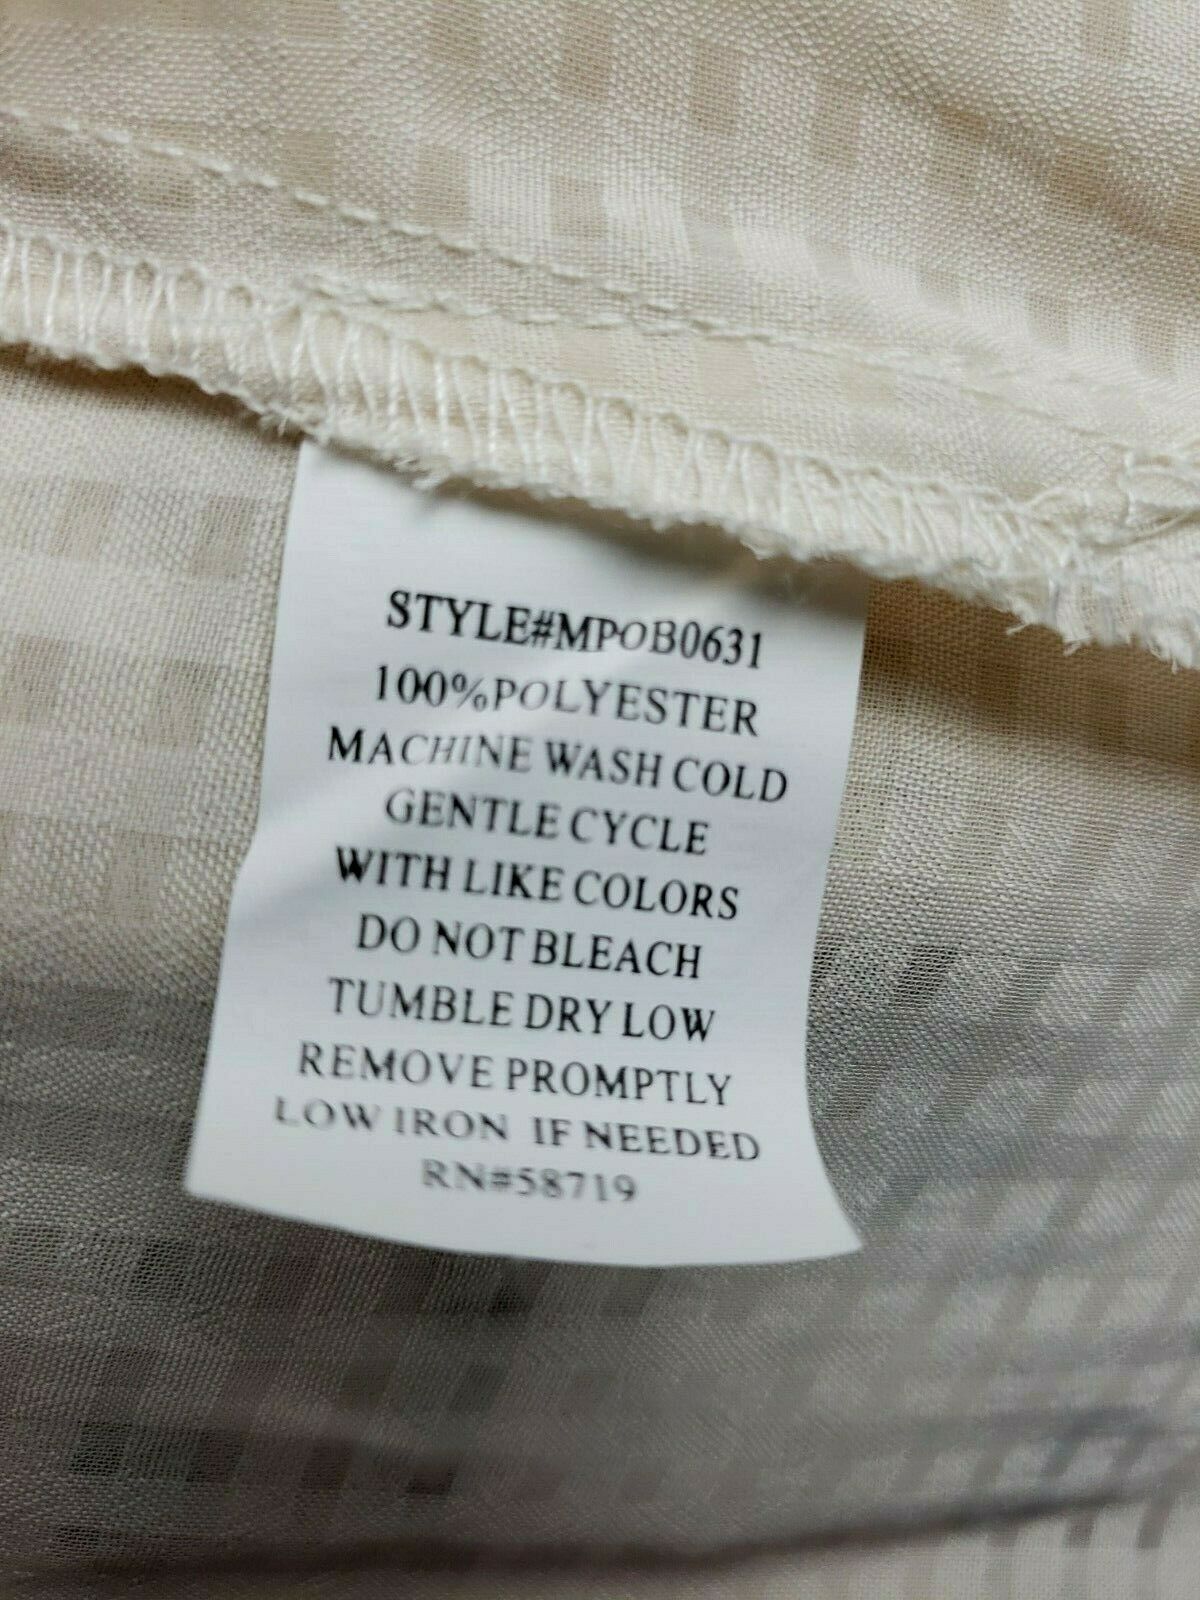 STYLE#MPOB0631
100%POLYESTER
MACHINE WASH COLD
GENTLE CYCLE
WITH LIKE COLORS
DO NOT BLEACH
TUMBLE DRY LOW
REMOVE PROMPTLY
LOW IRON IF NEEDED
RN#58719